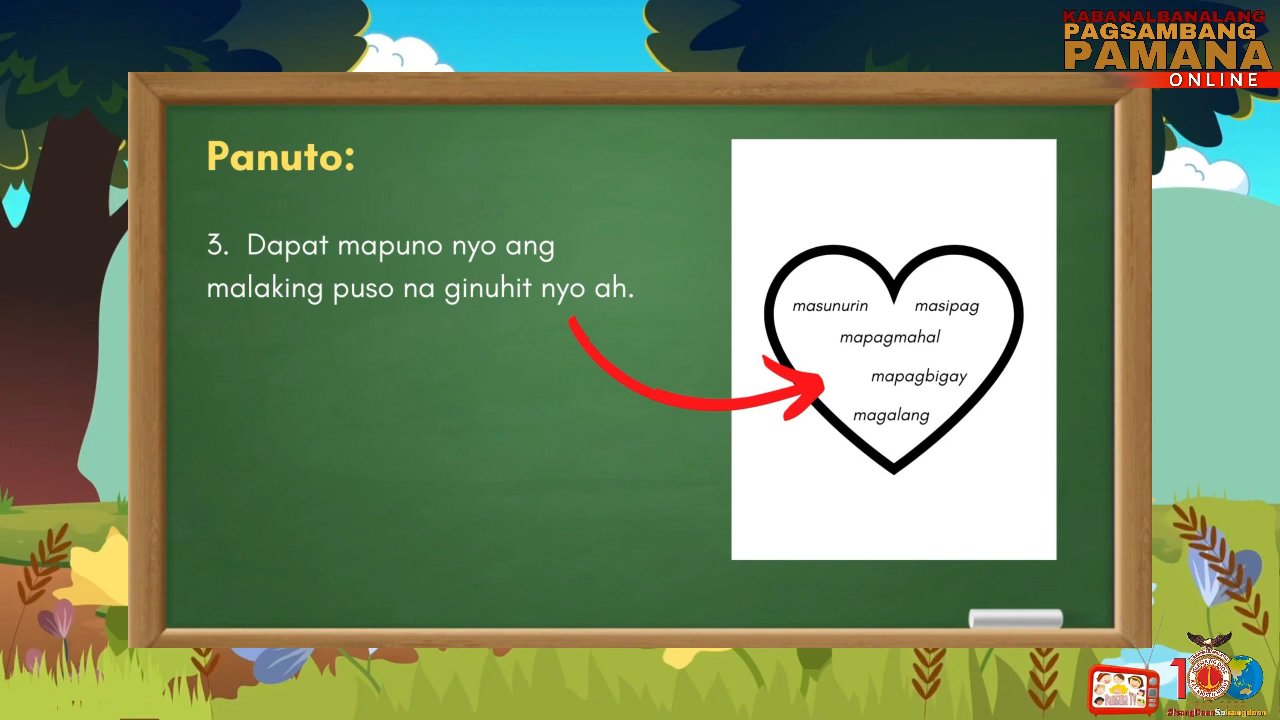 KABANALBANALANG
PAGSAMBANG
PAMANA
ONLINE
Panuto:
3. Dapat mapuno nyo ang
malaking puso na ginuhit nyo ah.
masunurin masipag
mapagmahal
mapagbigay
magalang